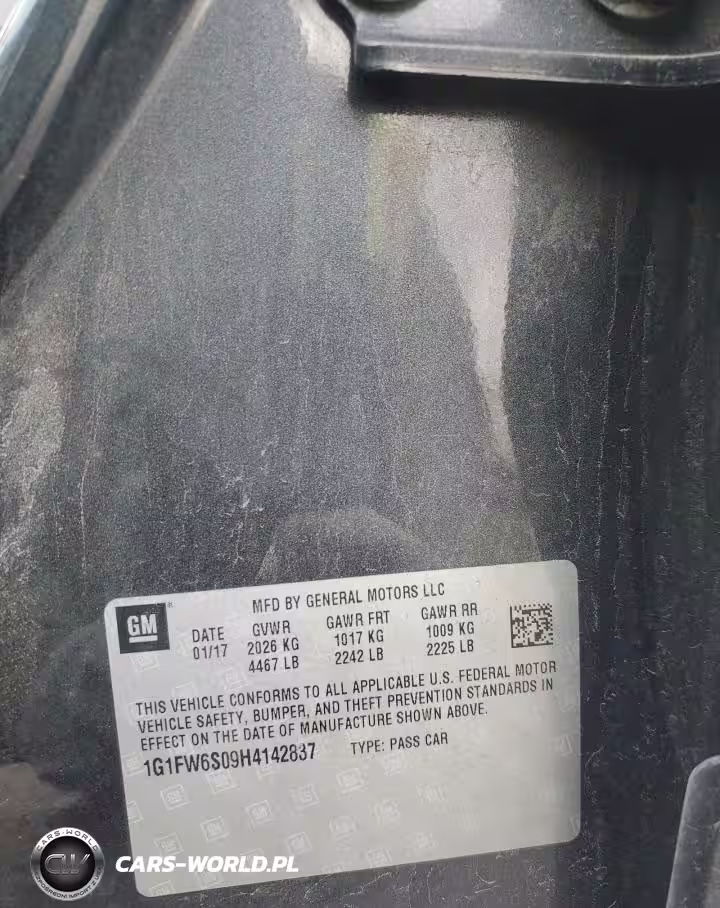 GM
MFD BY GENERAL MOTORS LLC
DATE GVWR GAWR FRT GAWR RR
01/17 2026 KG 1017 KG 1009 KG
4467 LB 2242 LB 2225 LB
THIS VEHICLE CONFORMS TO ALL APPLICABLE U.S. FEDERAL MOTOR
VEHICLE SAFETY, BUMPER, AND THEFT PREVENTION STANDARDS IN
EFFECT ON THE DATE OF MANUFACTURE SHOWN ABOVE.
1G1FW6S09H4142837 TYPE: PASS CAR
CARS-WORLD
CW
CARS-WORLD.PL